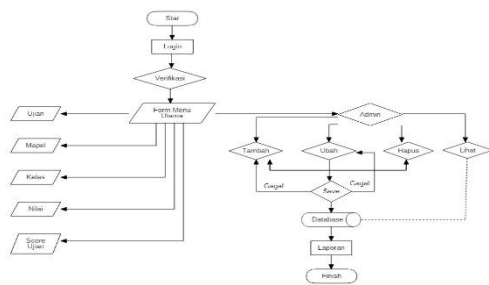 Star
Login
Verifikasi
Form Menu
Utama
Ujian
Mapel
Kelas
Nilai
Score
Ujian
Admin
Tambah
Ubah
Hapus
Lihat
Gagal
Gagal
Save
Database
Laporan
Finish